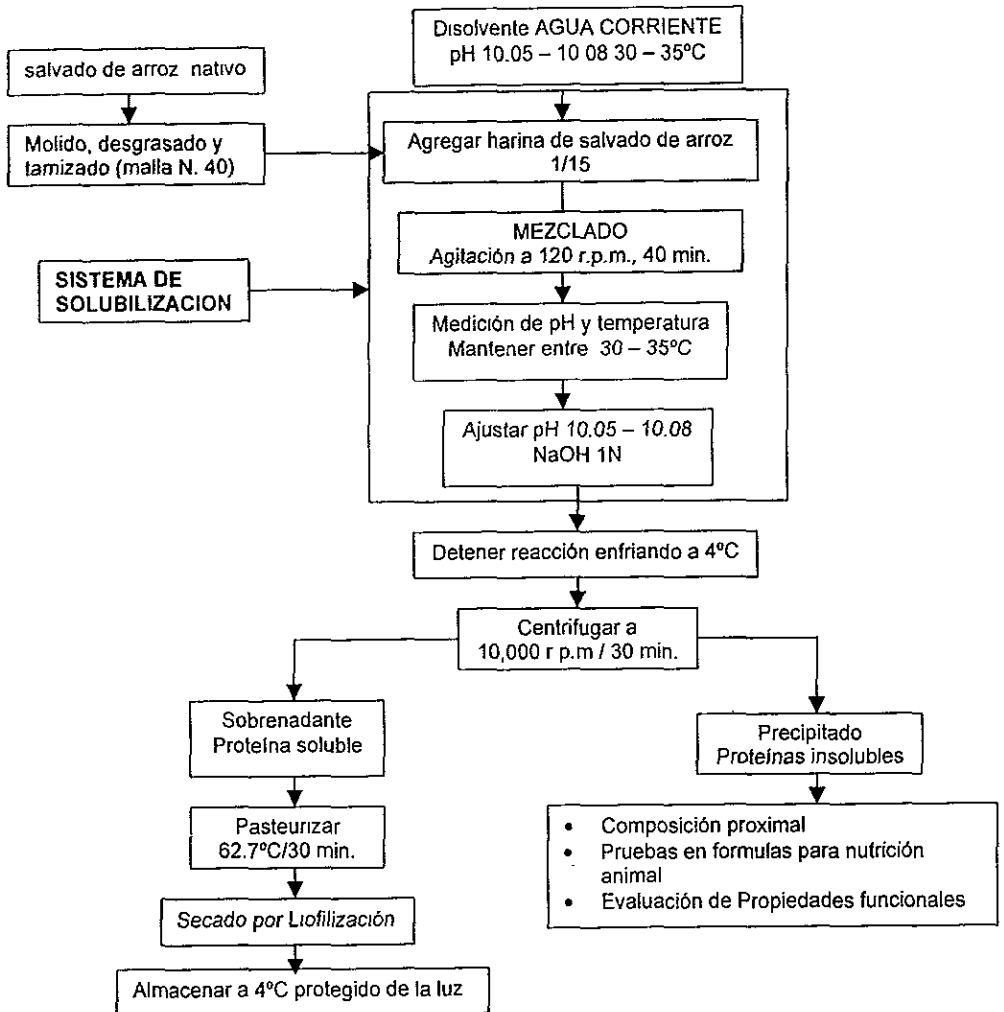 Disolvente AGUA CORRIENTE
pH 10.05 – 10 08 30 – 35ºC
salvado de arroz nativo
Molido, desgrasado y
tamizado (malla N. 40)
Agregar harina de salvado de arroz
1/15
MEZCLADO
Agitación a 120 r.p.m., 40 min.
SISTEMA DE
SOLUBILIZACION
Medición de pH y temperatura
Mantener entre 30 – 35ºC
Ajustar pH 10.05 – 10.08
NaOH 1N
Detener reacción enfriando a 4ºC
Centrifugar a
10,000 r p.m / 30 min.
Sobrenadante
Proteína soluble
Pasteurizar
62.7ºC/30 min.
Secado por Liofilización
Almacenar a 4ºC protegido de la luz
Precipitado
Proteínas insolubles
• Composición proximal
• Pruebas en formulas para nutrición
animal
• Evaluación de Propiedades funcionales